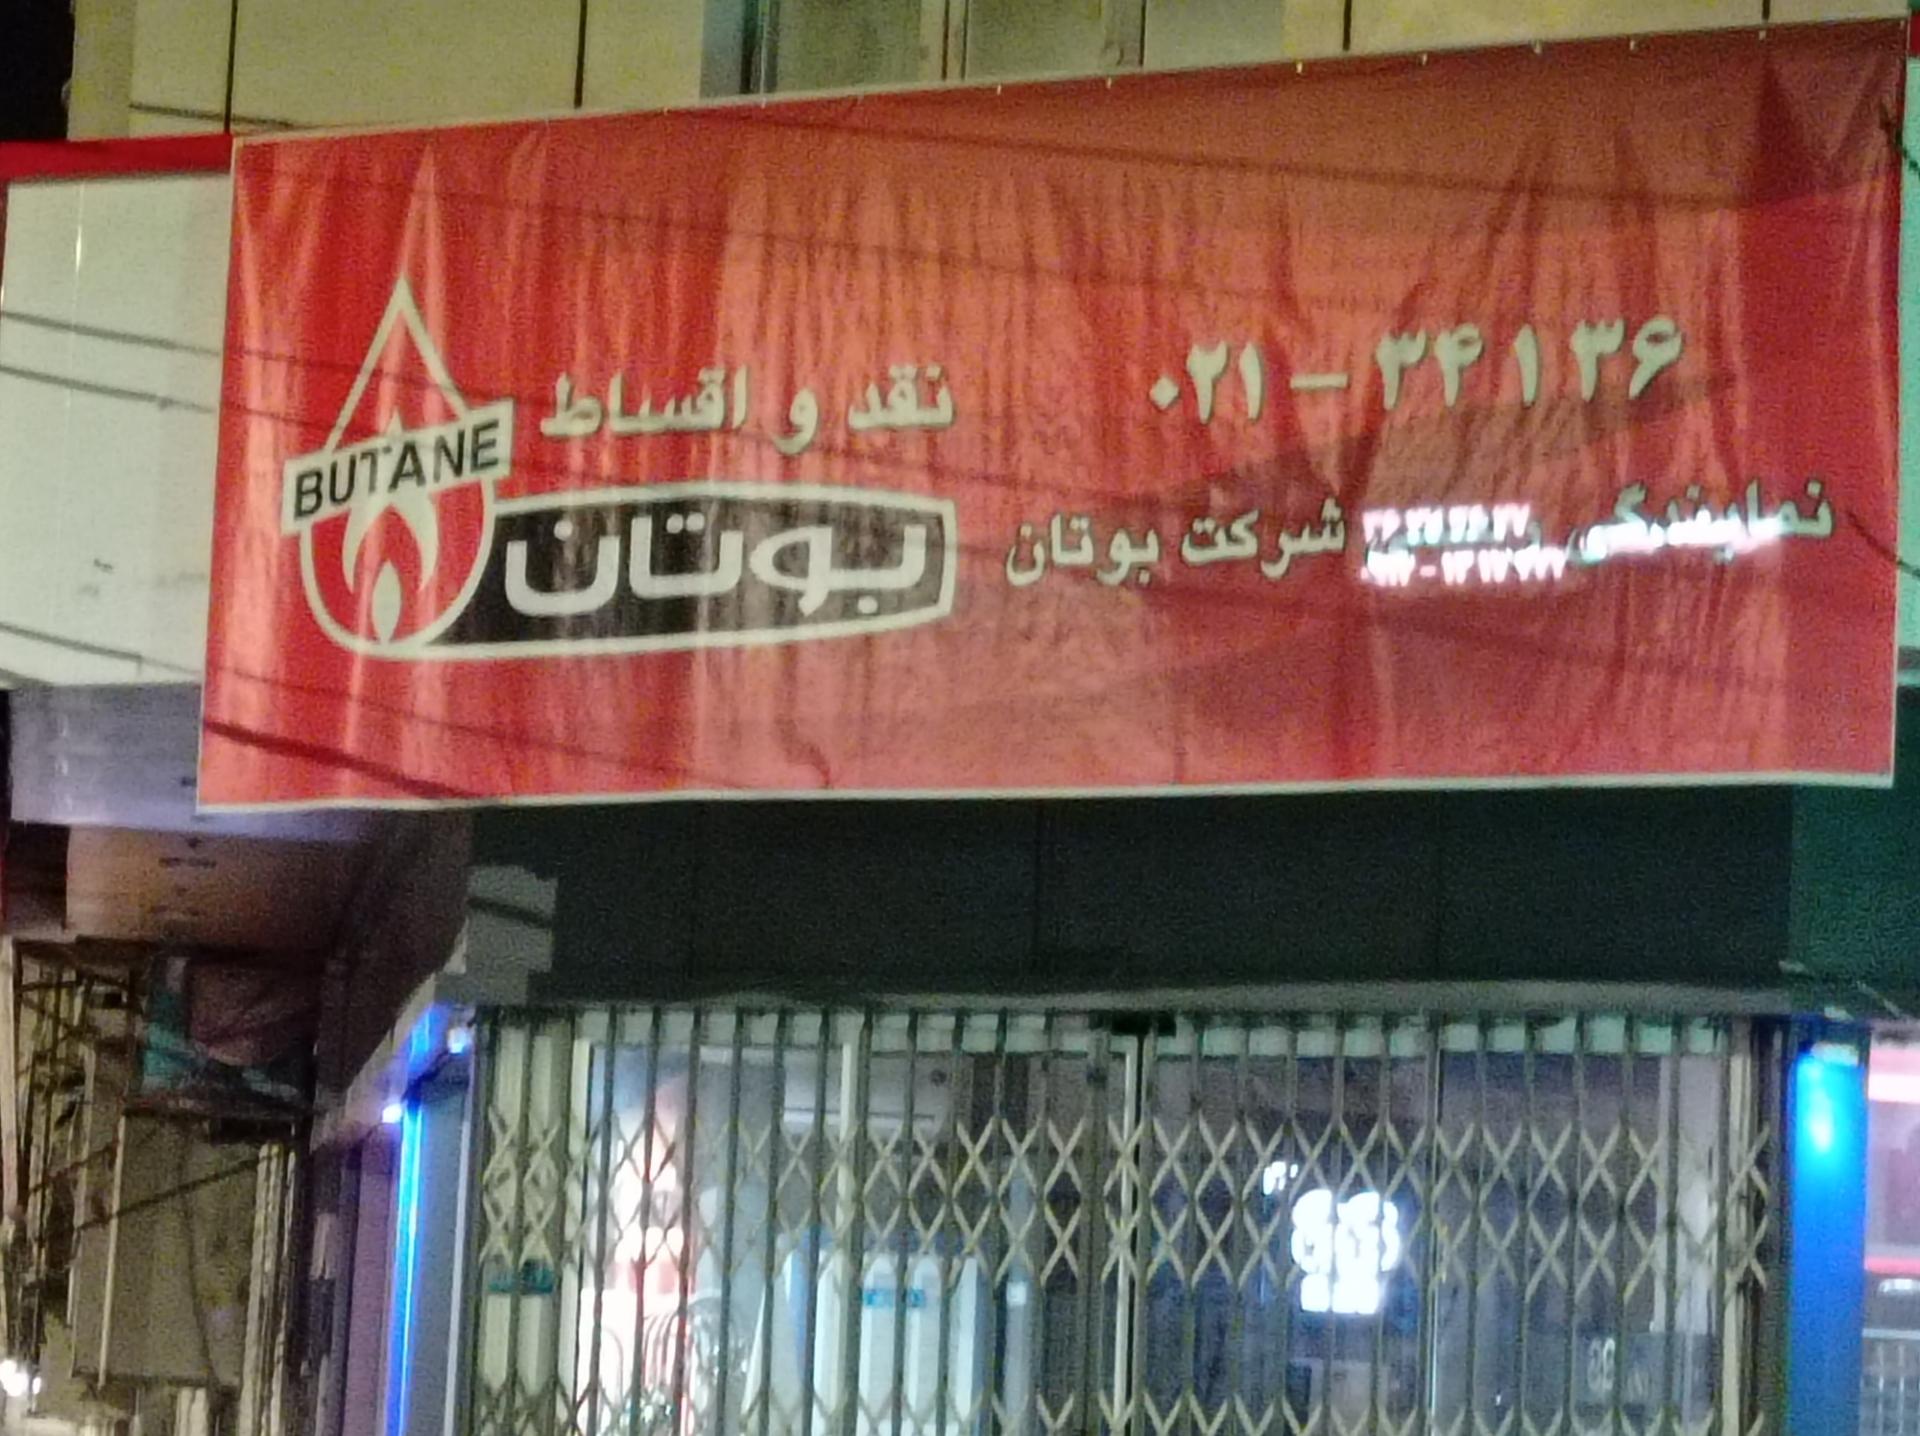 ۰۲۱ – ۳۴۱۳۶
نمایندگی شرکت بوتان
نقد و اقساط
BUTANE
بوتان